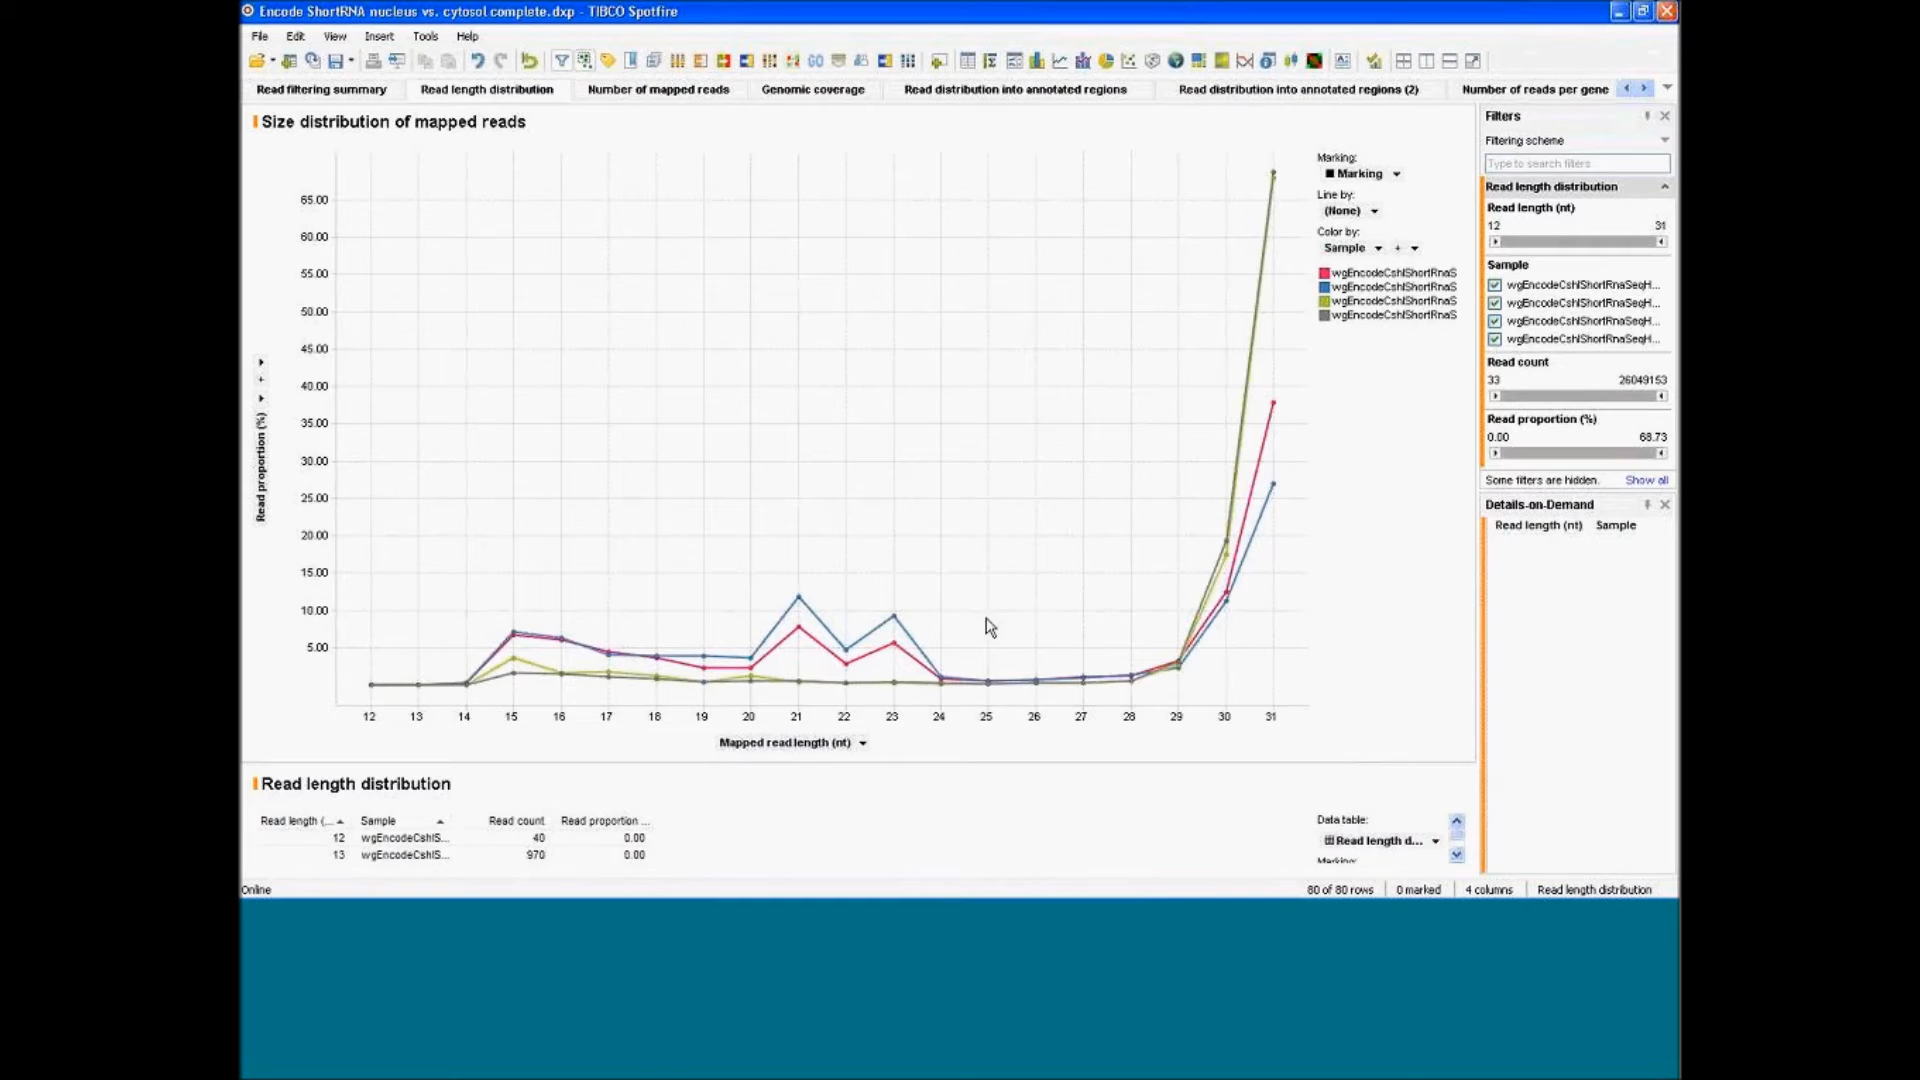 Encode ShortRNA nucleus vs. cytosol complete.dxp - TIBCO Spotfire
File Edit View Insert Tools Help
GO
Read filtering summary Read length distribution Number of mapped reads Genomic coverage Read distribution into annotated regions Read distribution into annotated regions (2) Number of reads per gene
Size distribution of mapped reads
65.00
60.00
55.00
50.00
45.00
40.00
35.00
30.00
25.00
20.00
15.00
10.00
5.00
Read proportion (%)
12 13 14 15 16 17 18 19 20 21 22 23 24 25 26 27 28 29 30 31
Mapped read length (nt)
Marking:
Marking
Line by:
(None)
Color by:
Sample +
wgEncodeCshlShortRnaS
wgEncodeCshlShortRnaS
wgEncodeCshlShortRnaS
wgEncodeCshlShortRnaS
Filters
Filtering scheme
Type to search filters
Read length distribution
Read length (nt)
12 31
Sample
wgEncodeCshlShortRnaSeqH...
wgEncodeCshlShortRnaSeqH...
wgEncodeCshlShortRnaSeqH...
wgEncodeCshlShortRnaSeqH...
Read count
33 26049153
Read proportion (%)
0.00 68.73
Some filters are hidden. Show all
Details-on-Demand
Read length (nt) Sample
Read length distribution
Read length (... Sample Read count Read proportion ...
12 wgEncodeCshlS... 40 0.00
13 wgEncodeCshlS... 970 0.00
Data table:
Read length d...
Marking:
Online 80 of 80 rows 0 marked 4 columns Read length distribution